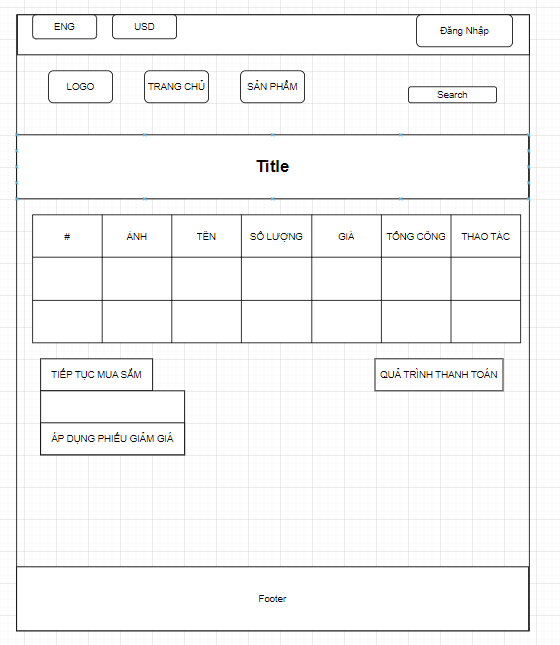 ENG
USD
Đăng Nhập
LOGO
TRANG CHỦ
SẢN PHẨM
Search
Title
#
ẢNH
TÊN
SỐ LƯỢNG
GIÁ
TỔNG CỘNG
THAO TÁC
TIẾP TỤC MUA SẮM
QUÁ TRÌNH THANH TOÁN
ÁP DỤNG PHIẾU GIẢM GIÁ
Footer